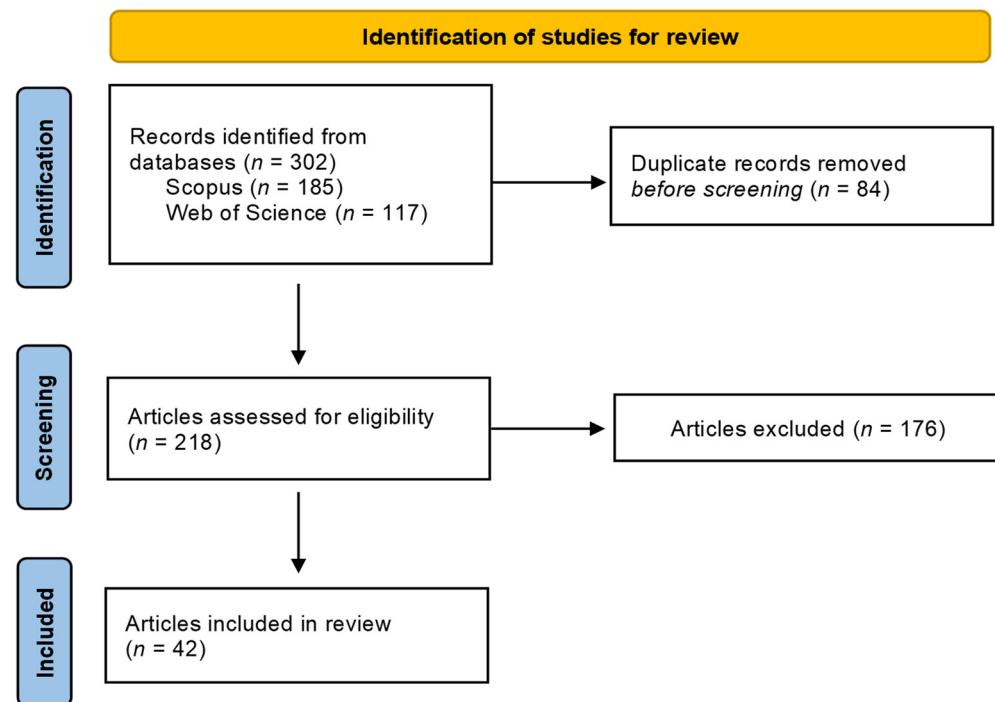 Identification of studies for review
Identification
Records identified from
databases (n = 302)
Scopus (n = 185)
Web of Science (n = 117)
Duplicate records removed
before screening (n = 84)
Screening
Articles assessed for eligibility
(n = 218)
Articles excluded (n = 176)
Included
Articles included in review
(n = 42)